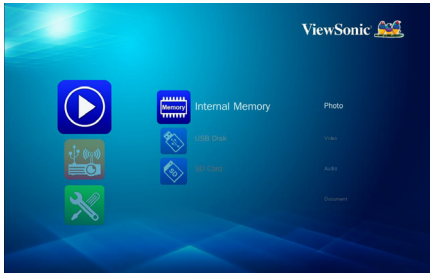 ViewSonic
Memory
Internal Memory
Photo
USB Disk
Video
SD
SD Card
Audio
Document